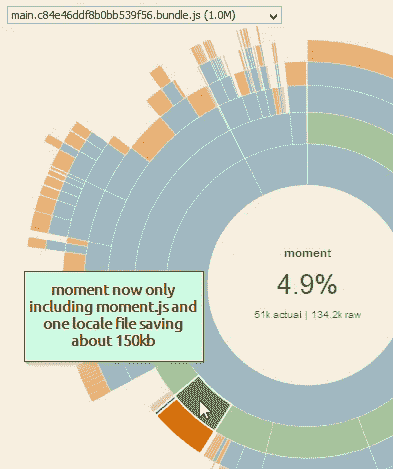 main.c84e46ddf8b0bb539f56.bundle.js (1.0M)
moment
4.9%
51k actual | 134.2k raw
moment now only
including moment.js and
one locale file saving
about 150kb